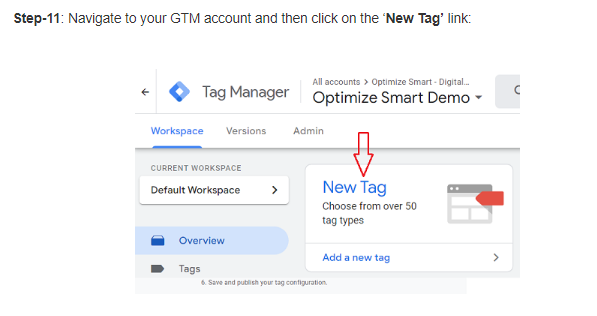 Step-11: Navigate to your GTM account and then click on the ‘New Tag’ link:
All accounts > Optimize Smart - Digital...
Tag Manager
Optimize Smart Demo
Workspace Versions Admin
CURRENT WORKSPACE
Default Workspace
New Tag
Choose from over 50
tag types
Add a new tag
Overview
Tags
6. Save and publish your tag configuration.